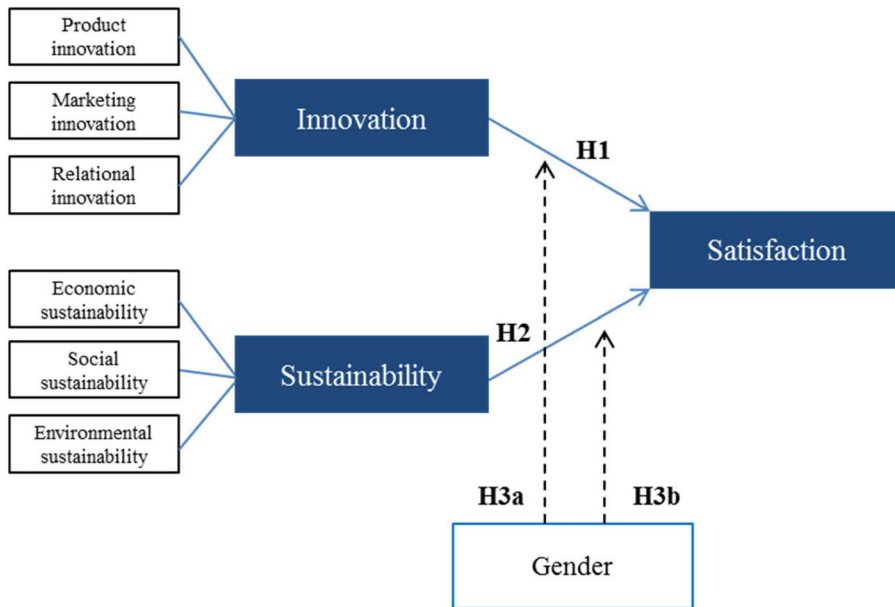 Product
innovation
Marketing
innovation
Relational
innovation
Innovation
H1
Satisfaction
Economic
sustainability
Social
sustainability
Environmental
sustainability
Sustainability
H2
H3a
H3b
Gender